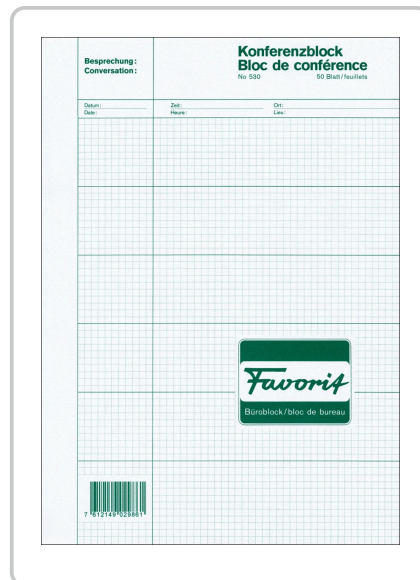 Besprechung:
Conversation:
Konferenzblock
Bloc de conférence
No 530 50 Blatt/feuillets
Datum: Zeit: Ort:
Date: Heure: Lieu:
Favorit
Büroblock/bloc de bureau
7 612149 029861